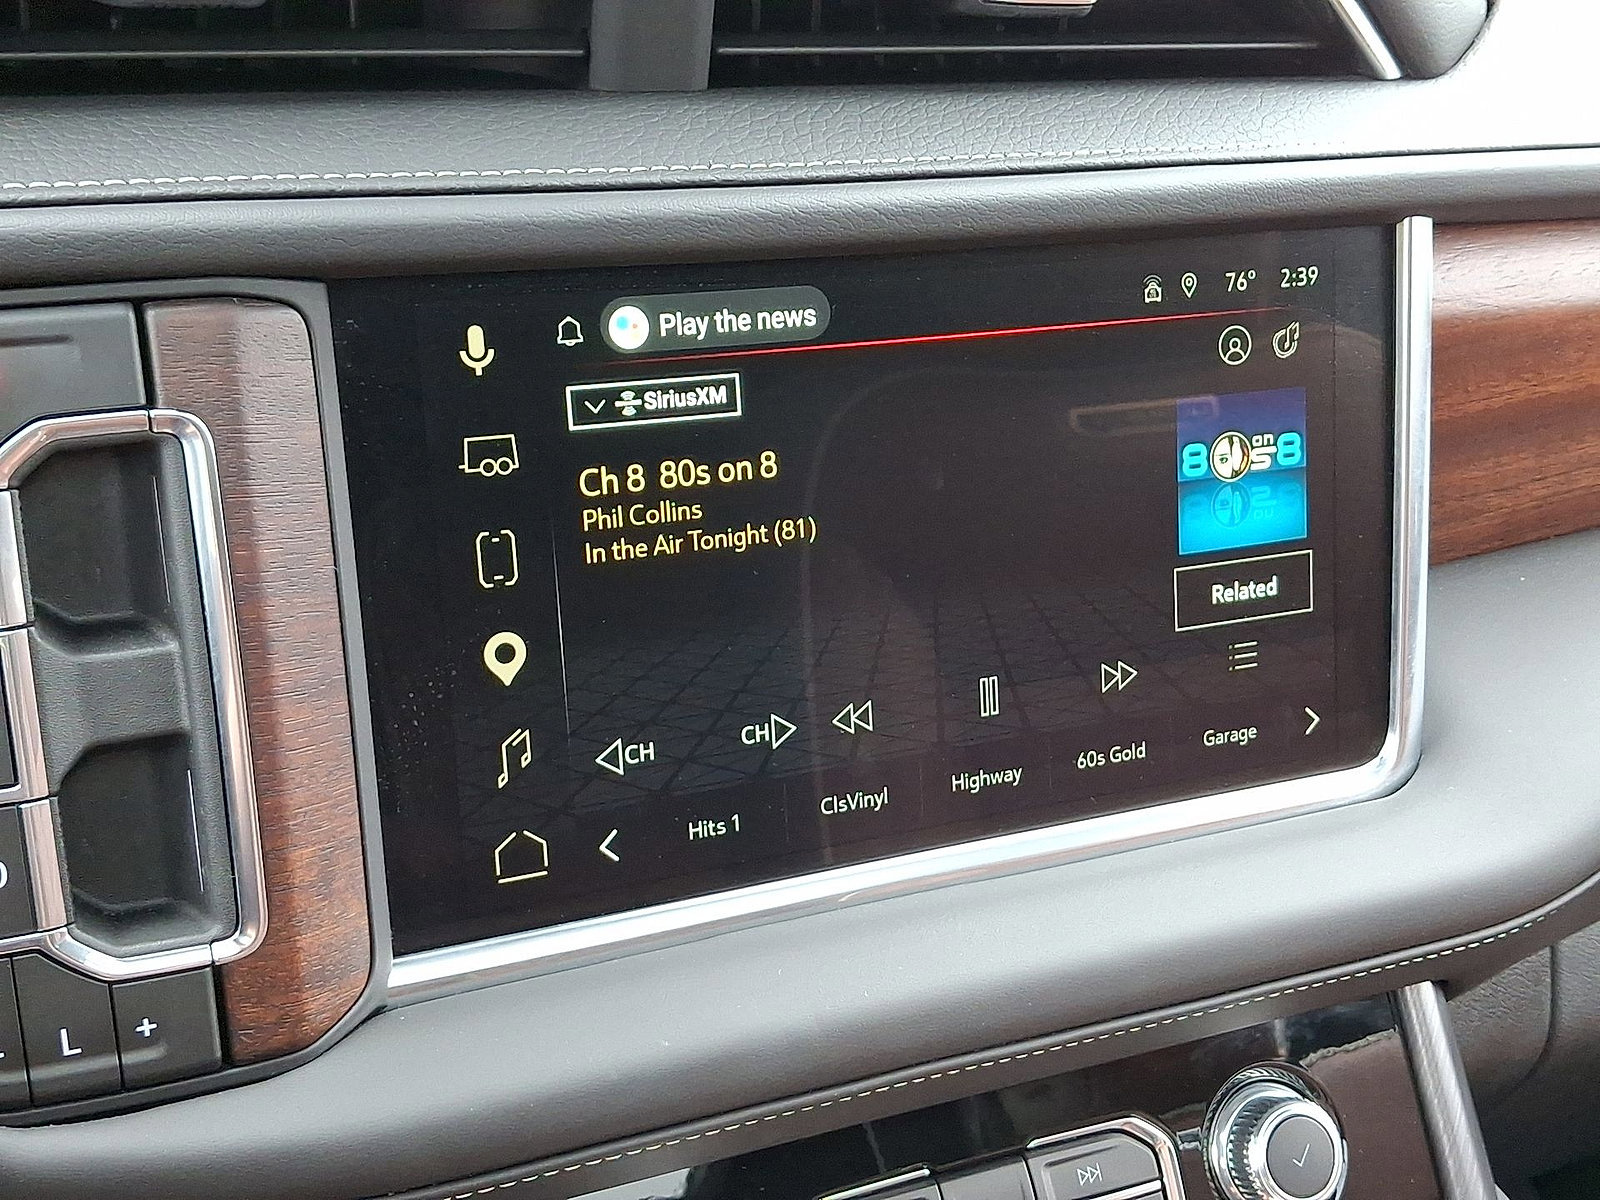 76° 2:39
Play the news
SiriusXM
Ch 8 80s on 8
Phil Collins
In the Air Tonight (81)
80s on 8
Related
CH
CH
Hits 1
ClsVinyl
Highway
60s Gold
Garage
L +